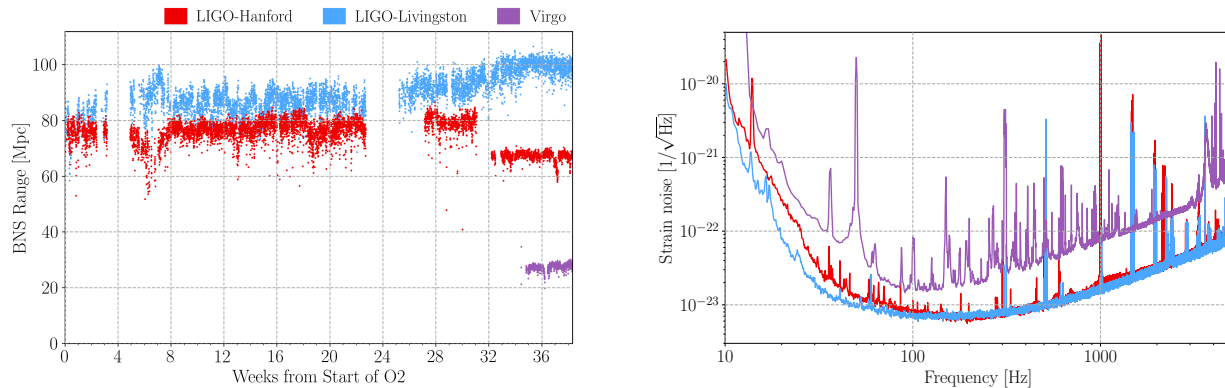 LIGO-Hanford LIGO-Livingston Virgo
BNS Range [Mpc]
100
80
60
40
20
0
0 4 8 12 16 20 24 28 32 36
Weeks from Start of O2
Strain noise [1/√Hz]
10⁻²⁰
10⁻²¹
10⁻²²
10⁻²³
10 100 1000
Frequency [Hz]